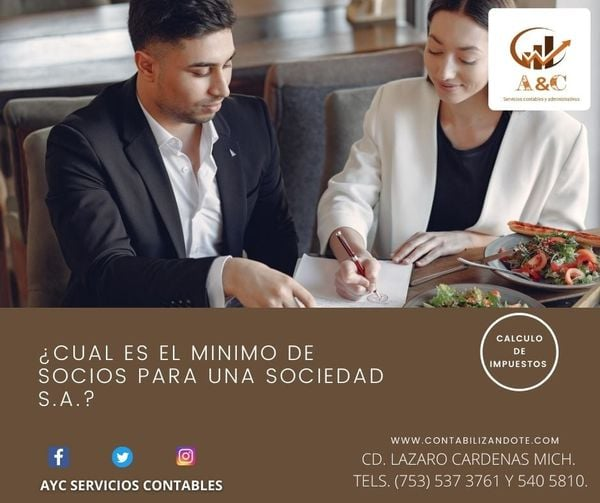 A&C
Servicios contables y administrativos
¿CUAL ES EL MINIMO DE
SOCIOS PARA UNA SOCIEDAD
S.A.?
CALCULO
DE
IMPUESTOS
WWW.CONTABILIZANDOTE.COM
CD. LAZARO CARDENAS MICH.
TELS. (753) 537 3761 Y 540 5810.
AYC SERVICIOS CONTABLES